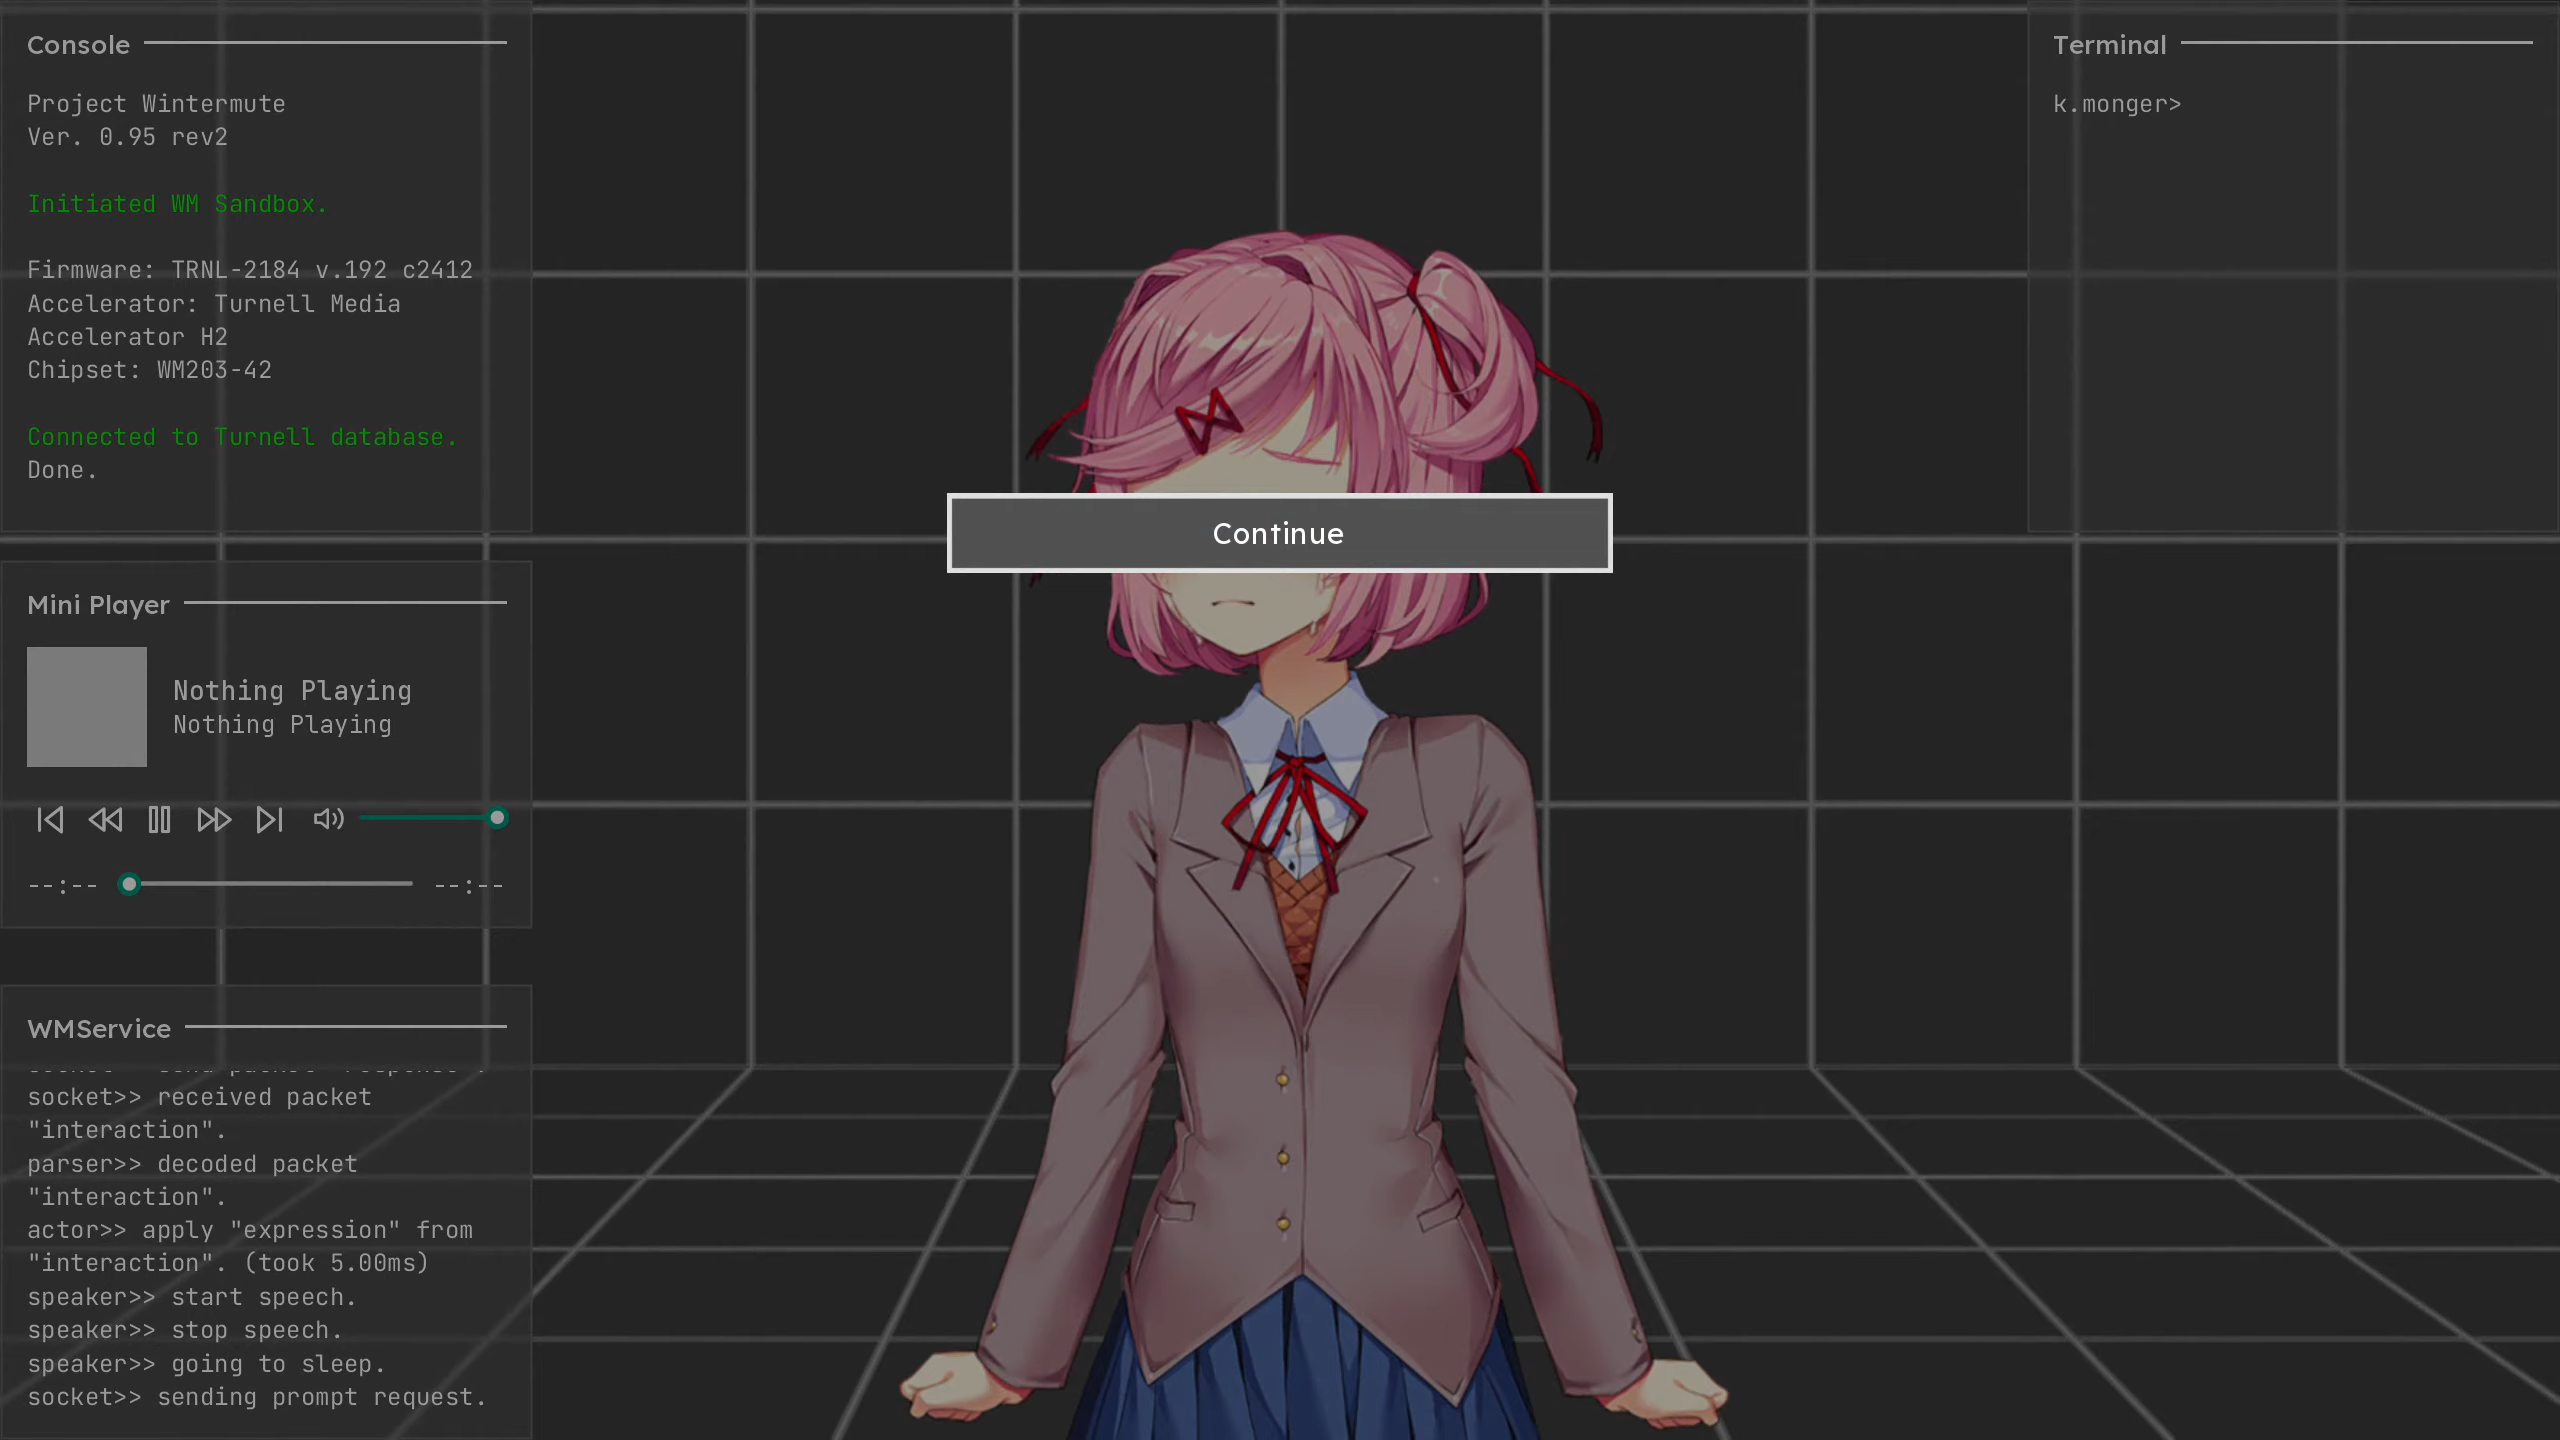 Console
Project Wintermute
Ver. 0.95 rev2
Initiated WM Sandbox.
Firmware: TRNL-2184 v.192 c2412
Accelerator: Turnell Media
Accelerator H2
Chipset: WM203-42
Connected to Turnell database.
Done.
Mini Player
Nothing Playing
Nothing Playing
--:--
--:--
WMService
socket>> received packet
"interaction".
parser>> decoded packet
"interaction".
actor>> apply "expression" from
"interaction". (took 5.00ms)
speaker>> start speech.
speaker>> stop speech.
speaker>> going to sleep.
socket>> sending prompt request.
Continue
Terminal
k.monger>